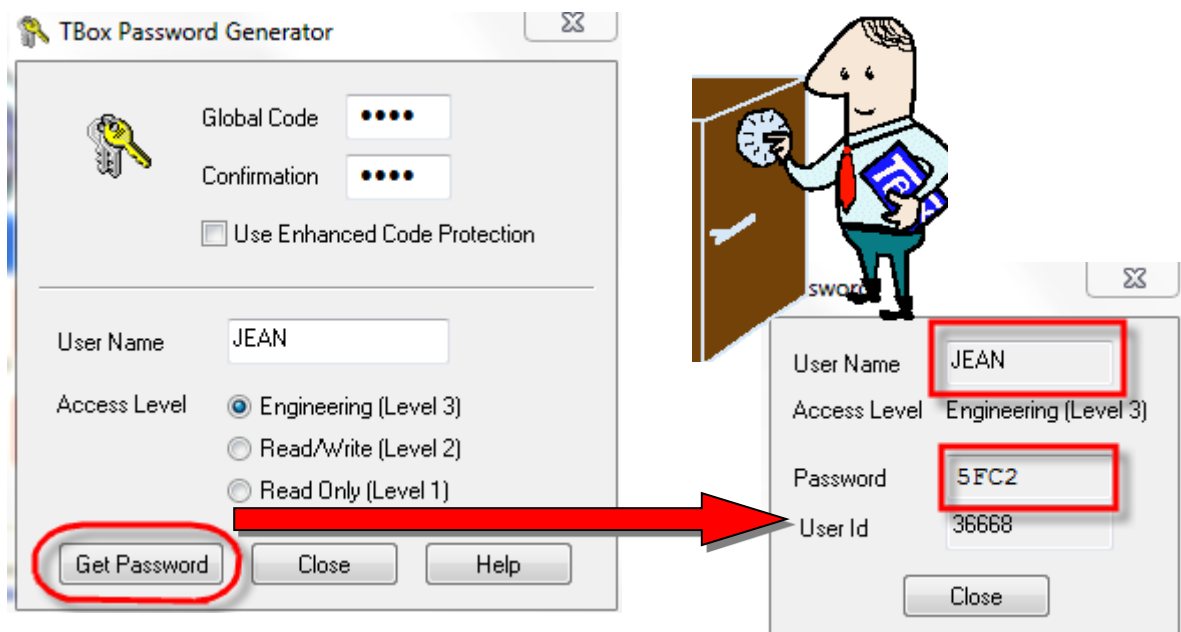 TBox Password Generator
Global Code ••••
Confirmation ••••
Use Enhanced Code Protection
User Name JEAN
Access Level Engineering (Level 3)
Read/Write (Level 2)
Read Only (Level 1)
Get Password Close Help
User Name JEAN
Access Level Engineering (Level 3)
Password 5FC2
User Id 36668
Close